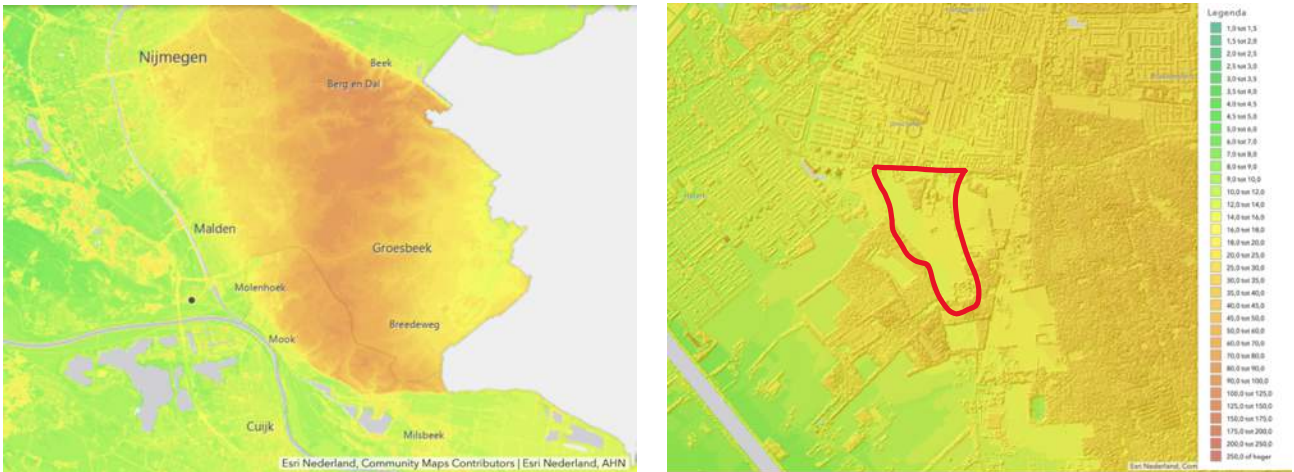 Nijmegen
Beek
Berg en Dal
Malden
Groesbeek
Molenhoek
Breedeweg
Mook
Cuijk
Milsbeek
Esri Nederland, Community Maps Contributors | Esri Nederland, AHN
Hatert
Esri Nederland, Com
Legenda
1,0 tot 1,5
1,5 tot 2,0
2,0 tot 2,5
2,5 tot 3,0
3,0 tot 3,5
3,5 tot 4,0
4,0 tot 4,5
4,5 tot 5,0
5,0 tot 6,0
6,0 tot 7,0
7,0 tot 8,0
8,0 tot 9,0
9,0 tot 10,0
10,0 tot 12,0
12,0 tot 14,0
14,0 tot 16,0
16,0 tot 18,0
18,0 tot 20,0
20,0 tot 25,0
25,0 tot 30,0
30,0 tot 35,0
35,0 tot 40,0
40,0 tot 45,0
45,0 tot 50,0
50,0 tot 60,0
60,0 tot 70,0
70,0 tot 80,0
80,0 tot 90,0
90,0 tot 100,0
100,0 tot 125,0
125,0 tot 150,0
150,0 tot 175,0
175,0 tot 200,0
200,0 tot 250,0
250,0 of hoger